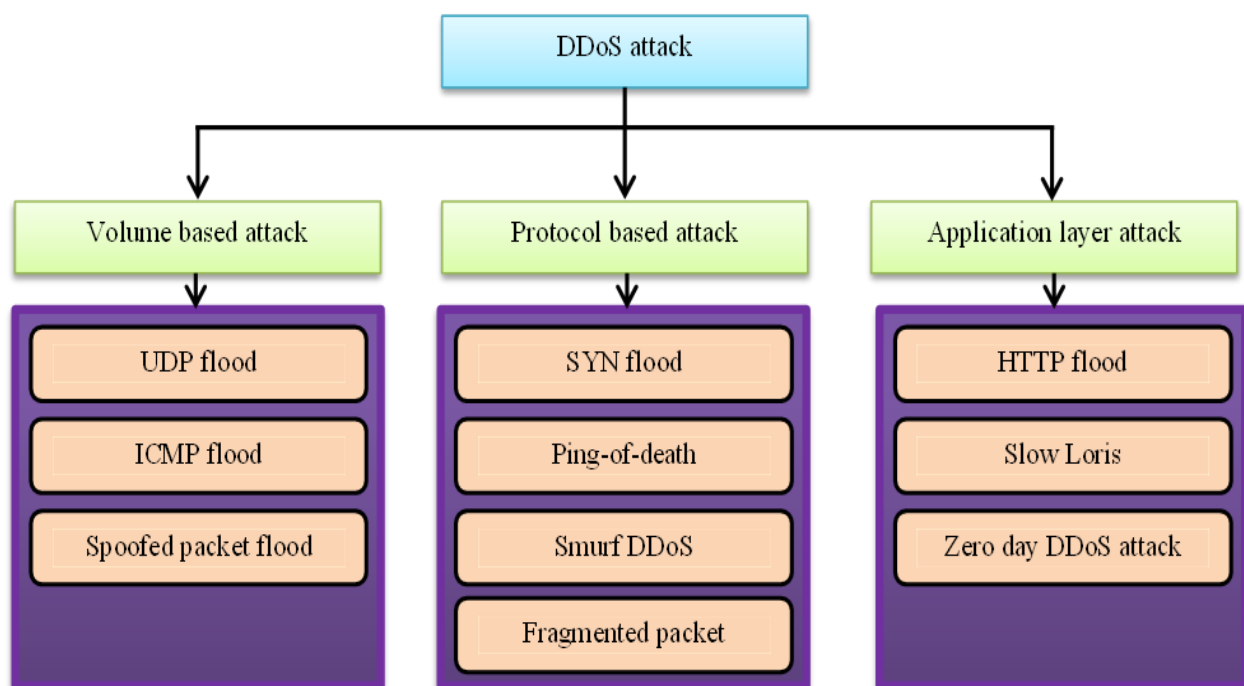 DDoS attack
Volume based attack
Protocol based attack
Application layer attack
UDP flood
ICMP flood
Spoofed packet flood
SYN flood
Ping-of-death
Smurf DDoS
Fragmented packet
HTTP flood
Slow Loris
Zero day DDoS attack